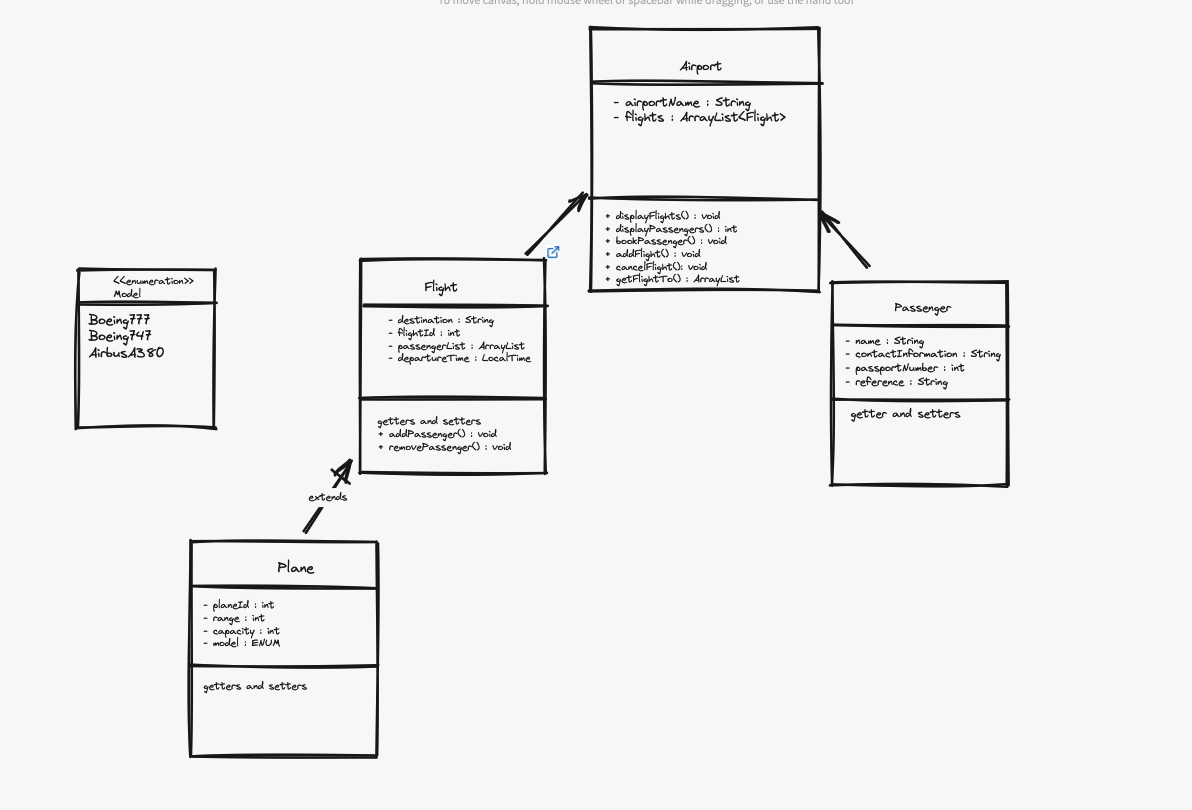 To move canvas, hold mouse wheel or spacebar while dragging, or use the hand tool
Airport
- airportName : String
- flights : ArrayList<Flight>
+ displayFlights() : void
+ displayPassengers() : int
+ bookPassenger() : void
+ addFlight() : void
+ cancelFlight(): void
+ getFlightTo() : ArrayList
<<enumeration>>
Model
Boeing777
Boeing747
AirbusA380
Flight
- destination : String
- flightId : int
- passengerList : ArrayList
- departureTime : LocalTime
getters and setters
+ addPassenger() : void
+ removePassenger() : void
Passenger
- name : String
- contactInformation : String
- passportNumber : int
- reference : String
getter and setters
extends
Plane
- planeId : int
- range : int
- capacity : int
- model : ENUM
getters and setters